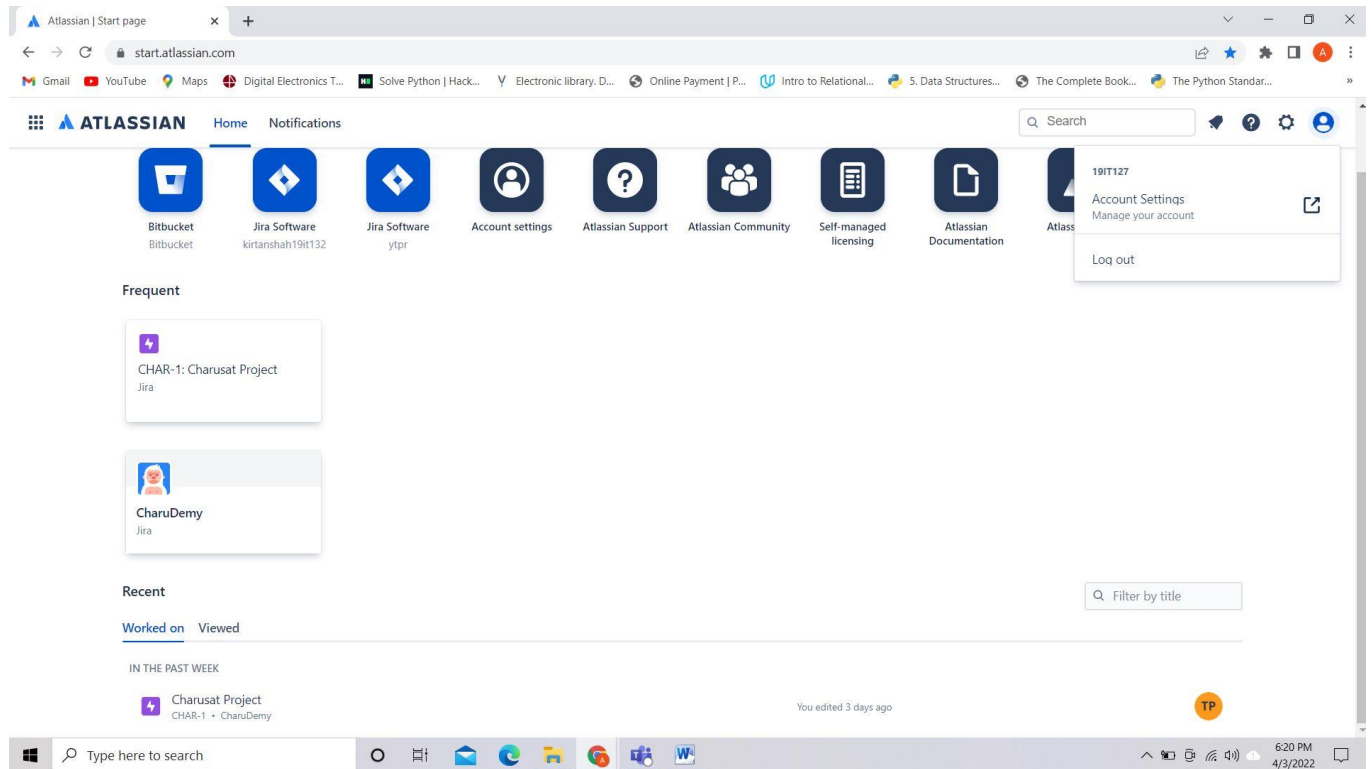 Atlassian | Start page
start.atlassian.com
Gmail YouTube Maps Digital Electronics T... Solve Python | Hack... Electronic library. D... Online Payment | P... Intro to Relational... 5. Data Structures... The Complete Book... The Python Standar... »
ATLASSIAN Home Notifications Search
19IT127
Account Settings
Manage your account
Log out
Bitbucket Jira Software Jira Software Account settings Atlassian Support Atlassian Community Self-managed Atlassian Atlass
Bitbucket kirtanshah19it132 ytpr licensing Documentation
Frequent
CHAR-1: Charusat Project
Jira
CharuDemy
Jira
Recent Filter by title
Worked on Viewed
IN THE PAST WEEK
Charusat Project You edited 3 days ago TP
CHAR-1 • CharuDemy
Type here to search 6:20 PM
4/3/2022